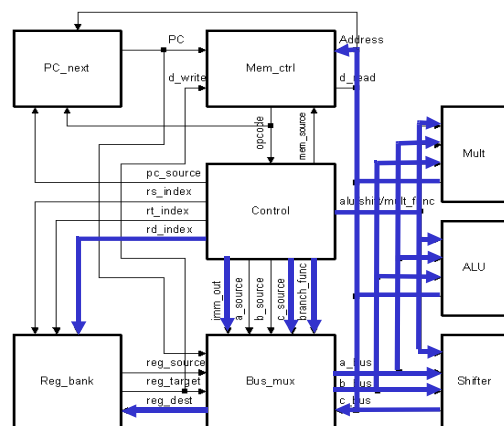 PC
Address
PC_next
Mem_ctrl
d_write
d_read
opcode
mem_source
Mult
pc_source
rs_index
rt_index
rd_index
Control
alu/shift/mult_func
ALU
imm_out
a_source
b_source
c_source
branch_func
Reg_bank
reg_source
reg_target
reg_dest
Bus_mux
a_bus
b_bus
c_bus
Shifter